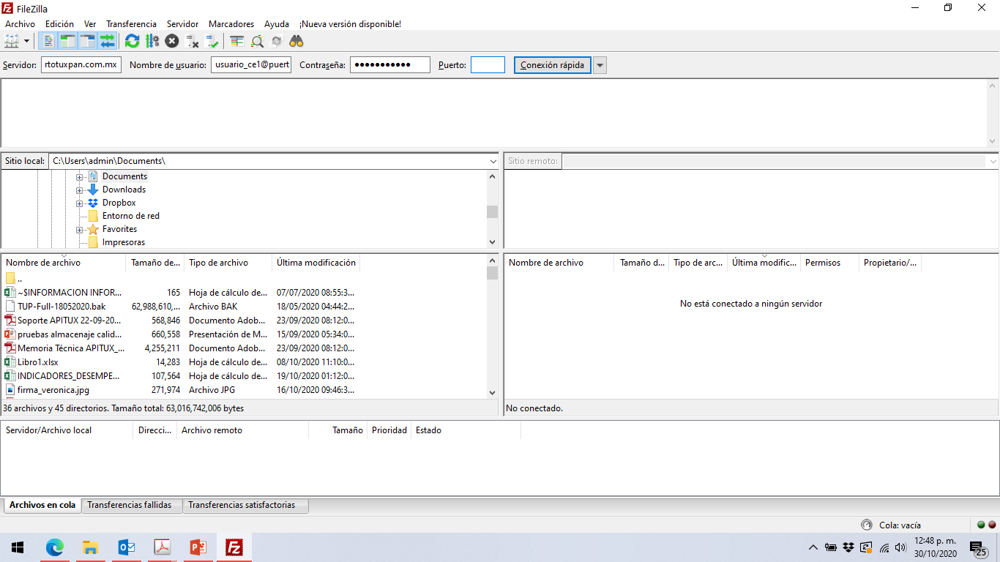 FileZilla
Archivo Edición Ver Transferencia Servidor Marcadores Ayuda ¡Nueva versión disponible!
Servidor: rtotuxpan.com.mx Nombre de usuario: usuario_ce1@puert Contraseña: ●●●●●●●●●●● Puerto: Conexión rápida
Sitio local: C:\Users\admin\Documents\
Sitio remoto:
Documents
Downloads
Dropbox
Entorno de red
Favorites
Impresoras
Nombre de archivo Tamaño de... Tipo de archivo Última modificación
..
~$INFORMACION INFOR... 165 Hoja de cálculo de... 07/07/2020 08:55:3...
TUP-Full-18052020.bak 62,988,610,... Archivo BAK 18/05/2020 04:44:2...
Soporte APITUX 22-09-20... 568,846 Documento Adob... 23/09/2020 08:12:0...
pruebas almacenaje calid... 660,558 Presentación de M... 15/09/2020 05:34:0...
Memoria Técnica APITUX_... 4,255,211 Documento Adob... 23/09/2020 08:12:0...
Libro1.xlsx 14,283 Hoja de cálculo de... 08/10/2020 11:10:0...
INDICADORES_DESEMPE... 107,564 Hoja de cálculo de... 19/10/2020 01:12:0...
firma_veronica.jpg 271,974 Archivo JPG 16/10/2020 09:46:3...
36 archivos y 45 directorios. Tamaño total: 63,016,742,006 bytes
Nombre de archivo Tamaño d... Tipo de arc... Última modific... Permisos Propietario/...
No está conectado a ningún servidor
No conectado.
Servidor/Archivo local Direcci... Archivo remoto Tamaño Prioridad Estado
Archivos en cola Transferencias fallidas Transferencias satisfactorias
Cola: vacía
12:48 p. m.
30/10/2020
25